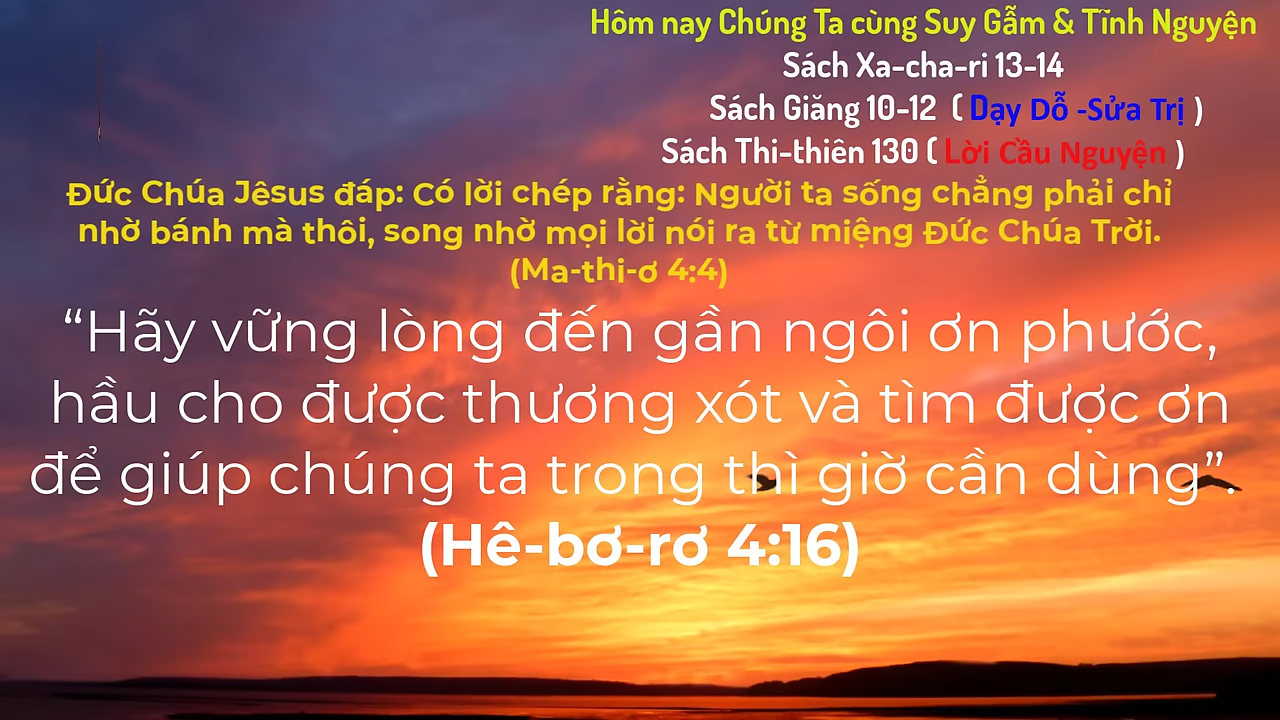 Hôm nay Chúng Ta cùng Suy Gẫm & Tĩnh Nguyện
Sách Xa-cha-ri 13-14
Sách Giăng 10-12 ( Dạy Dỗ -Sửa Trị )
Sách Thi-thiên 130 ( Lời Cầu Nguyện )
Đức Chúa Jêsus đáp: Có lời chép rằng: Người ta sống chẳng phải chỉ
nhờ bánh mà thôi, song nhờ mọi lời nói ra từ miệng Đức Chúa Trời.
(Ma-thi-ơ 4:4)
“Hãy vững lòng đến gần ngôi ơn phước,
hầu cho được thương xót và tìm được ơn
để giúp chúng ta trong thì giờ cần dùng”.
(Hê-bơ-rơ 4:16)